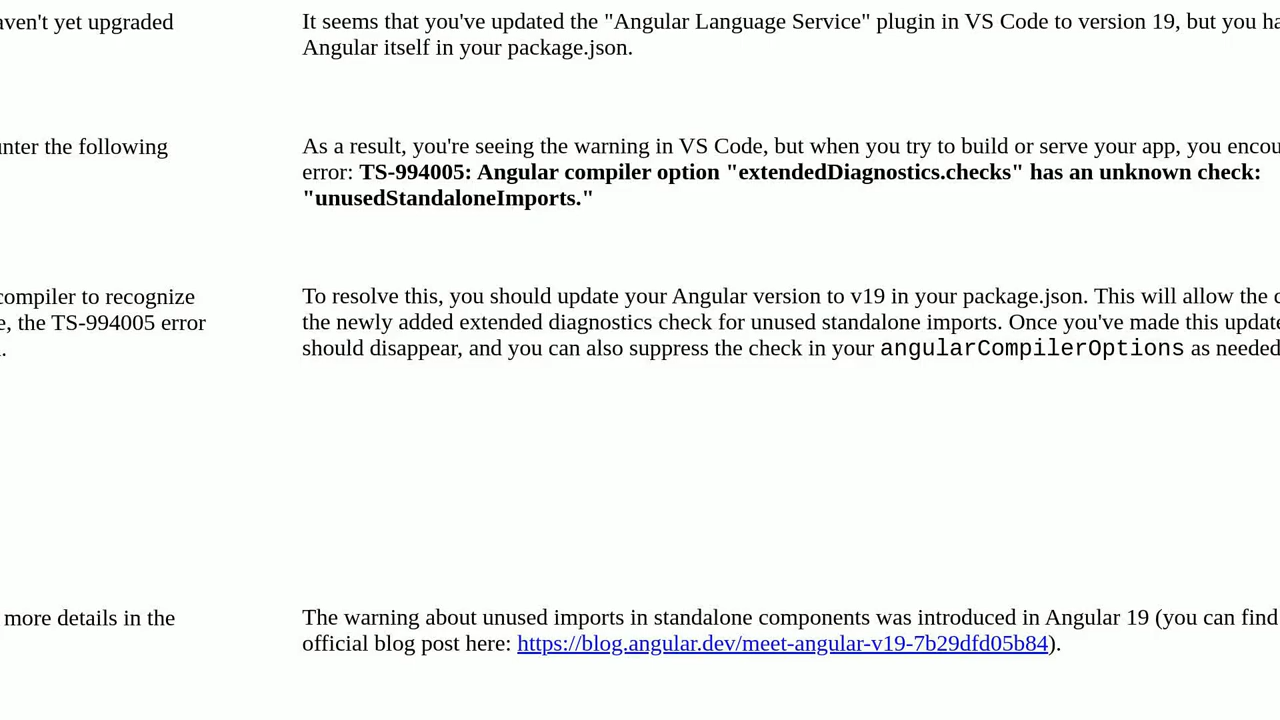 aven't yet upgraded
unter the following
compiler to recognize
e, the TS-994005 error
.
more details in the
It seems that you've updated the "Angular Language Service" plugin in VS Code to version 19, but you ha
Angular itself in your package.json.
As a result, you're seeing the warning in VS Code, but when you try to build or serve your app, you encou
error: TS-994005: Angular compiler option "extendedDiagnostics.checks" has an unknown check:
"unusedStandaloneImports."
To resolve this, you should update your Angular version to v19 in your package.json. This will allow the c
the newly added extended diagnostics check for unused standalone imports. Once you've made this update
should disappear, and you can also suppress the check in your angularCompilerOptions as needed
The warning about unused imports in standalone components was introduced in Angular 19 (you can find
official blog post here: https://blog.angular.dev/meet-angular-v19-7b29dfd05b84).